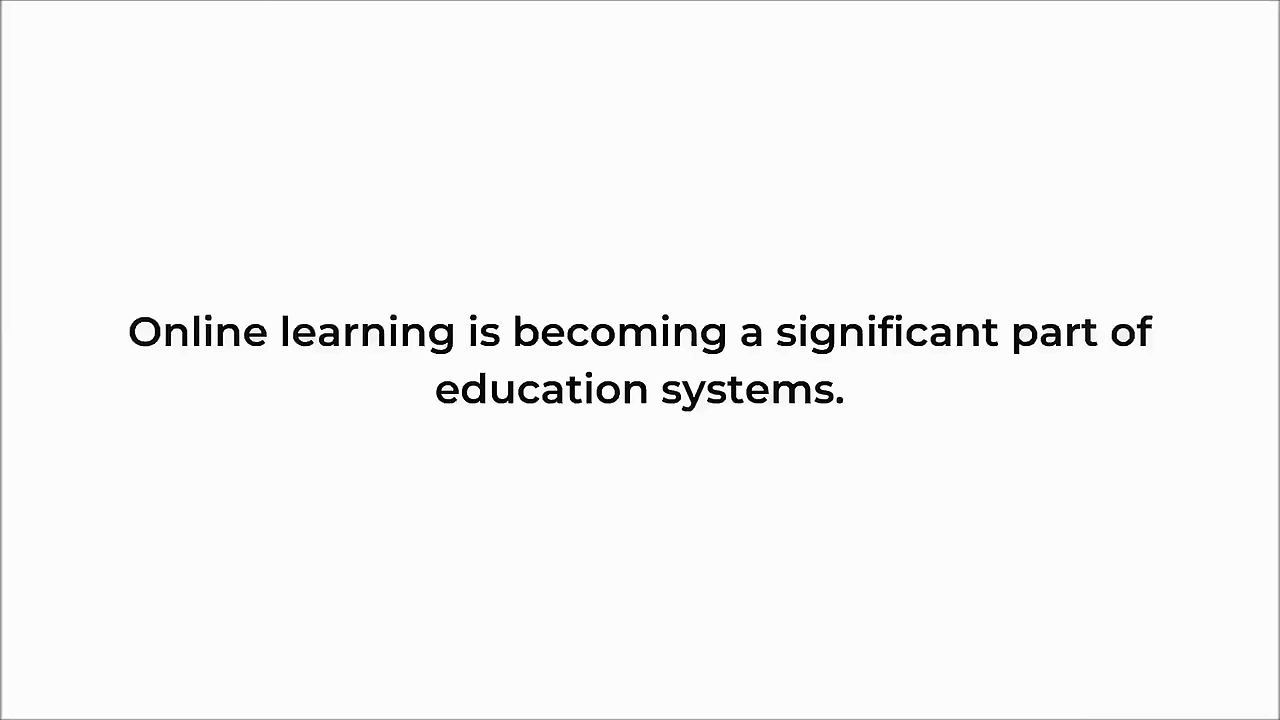 Online learning is becoming a significant part of
education systems.